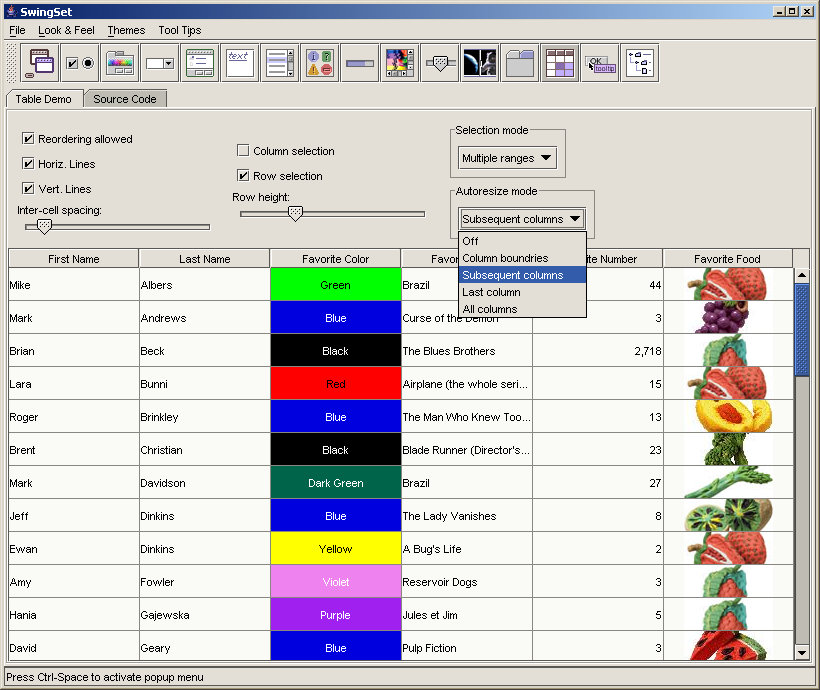 SwingSet
File Look & Feel Themes Tool Tips
text
OK
tooltip
Table Demo Source Code
Reordering allowed
Horiz. Lines
Vert. Lines
Inter-cell spacing:
Column selection
Row selection
Row height:
Selection mode
Multiple ranges
Autoresize mode
Subsequent columns
Off
Column boundries
Subsequent columns
Last column
All columns
First Name Last Name Favorite Color Favor ite Number Favorite Food
Mike Albers Green Brazil 44
Mark Andrews Blue Curse of the Demon 3
Brian Beck Black The Blues Brothers 2,718
Lara Bunni Red Airplane (the whole seri... 15
Roger Brinkley Blue The Man Who Knew Too... 13
Brent Christian Black Blade Runner (Director's... 23
Mark Davidson Dark Green Brazil 27
Jeff Dinkins Blue The Lady Vanishes 8
Ewan Dinkins Yellow A Bug's Life 2
Amy Fowler Violet Reservoir Dogs 3
Hania Gajewska Purple Jules et Jim 5
David Geary Blue Pulp Fiction 3
Press Ctrl-Space to activate popup menu